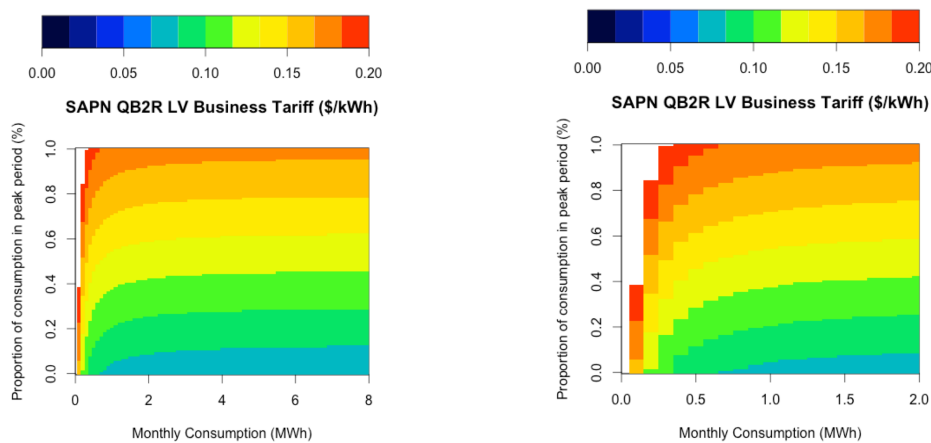 0.00 0.05 0.10 0.15 0.20
SAPN QB2R LV Business Tariff ($/kWh)
Proportion of consumption in peak period (%)
1.0
0.8
0.6
0.4
0.2
0.0
0 2 4 6 8
Monthly Consumption (MWh)
0.00 0.05 0.10 0.15 0.20
SAPN QB2R LV Business Tariff ($/kWh)
Proportion of consumption in peak period (%)
1.0
0.8
0.6
0.4
0.2
0.0
0.0 0.5 1.0 1.5 2.0
Monthly Consumption (MWh)